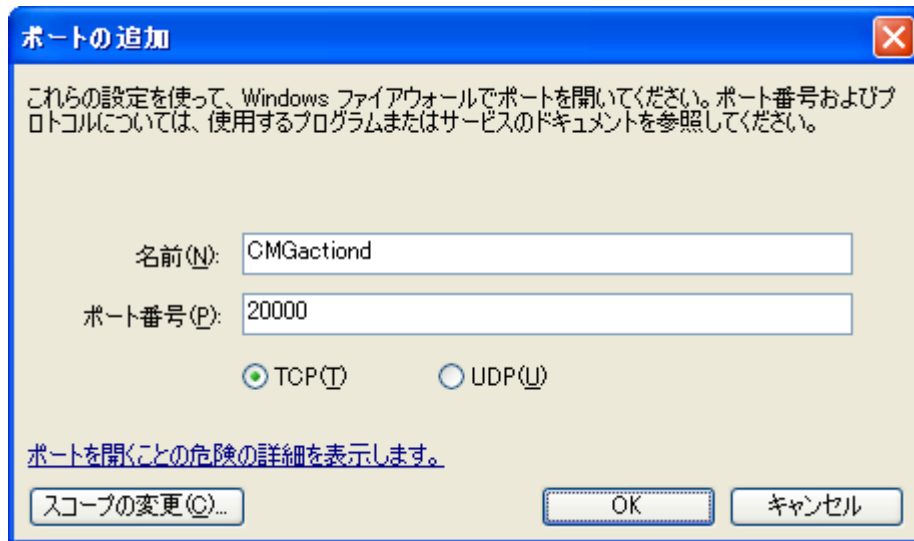 ポートの追加
これらの設定を使って、Windows ファイアウォールでポートを開いてください。ポート番号およびプ
ロトコルについては、使用するプログラムまたはサービスのドキュメントを参照してください。
名前(N): CMGactiond
ポート番号(P): 20000
TCP(T) UDP(U)
ポートを開くことの危険の詳細を表示します。
スコープの変更(C)... OK キャンセル